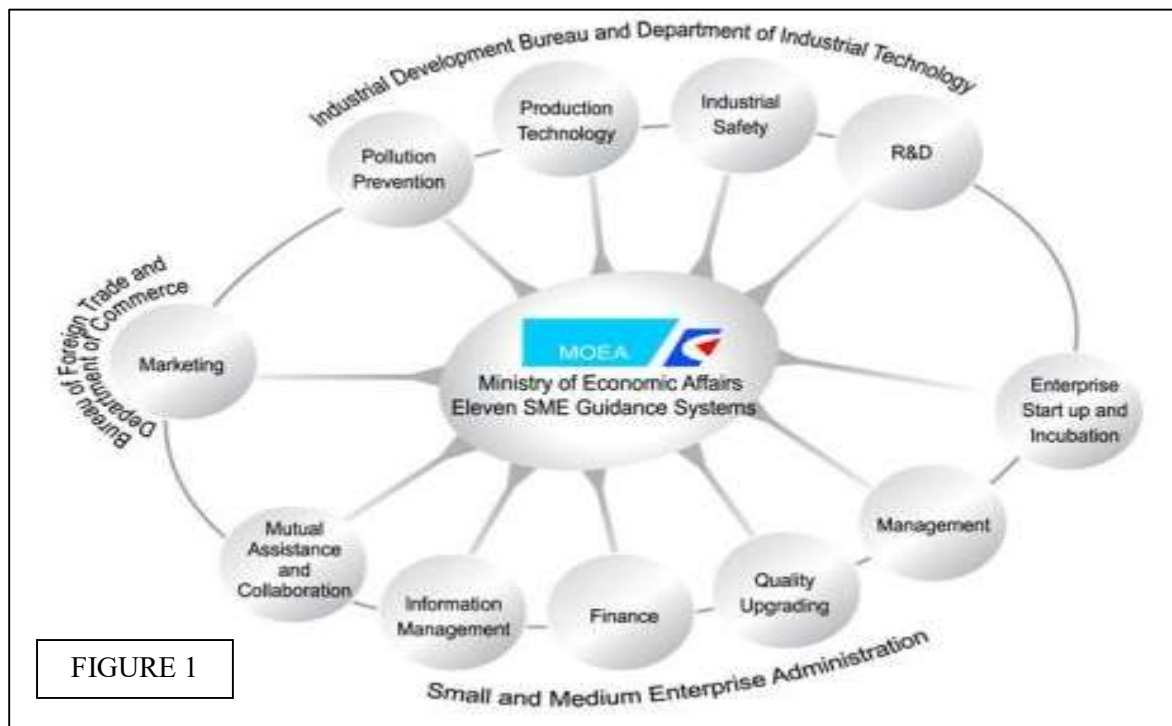 Industrial Development Bureau and Department of Industrial Technology
Production
Technology
Industrial
Safety
Pollution
Prevention
R&D
Bureau of Foreign Trade and
Department of Commerce
Marketing
MOEA
Ministry of Economic Affairs
Eleven SME Guidance Systems
Enterprise
Start up and
Incubation
Management
Mutual
Assistance
and
Collaboration
Information
Management
Finance
Quality
Upgrading
Small and Medium Enterprise Administration
FIGURE 1